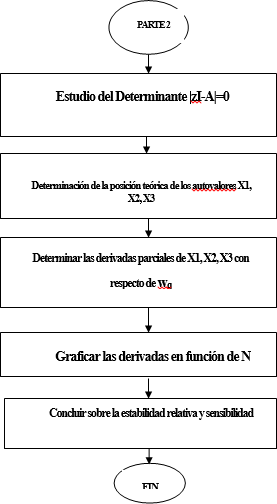 PARTE 2
Estudio del Determinante |zI-A|=0
Determinación de la posición teórica de los autovalores X1,
X2, X3
Determinar las derivadas parciales de X1, X2, X3 con
respecto de w₀
Graficar las derivadas en función de N
Concluir sobre la estabilidad relativa y sensibilidad
FIN